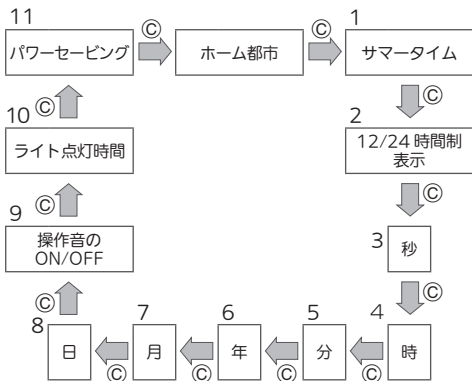 11
パワーセービング
Ⓒ
ホーム都市
Ⓒ
1
サマータイム
Ⓒ
2
12/24 時間制
表示
Ⓒ
3
秒
Ⓒ
4
時
Ⓒ
5
分
Ⓒ
6
年
Ⓒ
7
月
Ⓒ
8
日
Ⓒ
9
操作音の
ON/OFF
Ⓒ
10
ライト点灯時間
Ⓒ